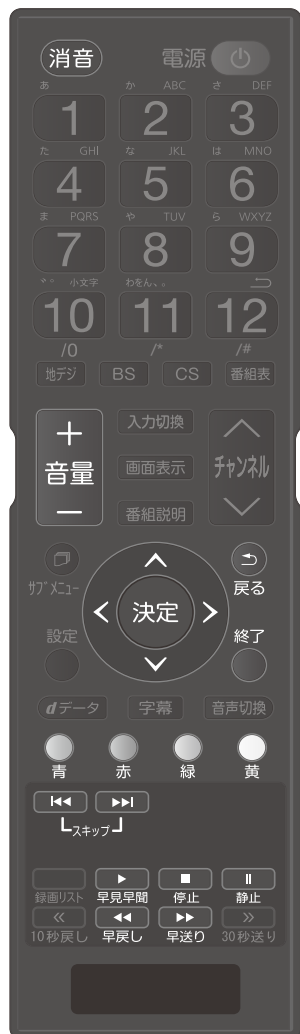 消音 電源
あ か ABC さ DEF
1 2 3
た GHI な JKL は MNO
4 5 6
ま PQRS や TUV ら WXYZ
7 8 9
゛゜ 小文字 わをん、。
10 11 12
/0 /* /#
地デジ BS CS 番組表
+ 入力切換
音量 画面表示 チャンネル
− 番組説明
サブメニュー 戻る
決定
設定 終了
dデータ 字幕 音声切換
青 赤 緑 黄
スキップ
録画リスト 早見早聞 停止 静止
10秒戻し 早戻し 早送り 30秒送り